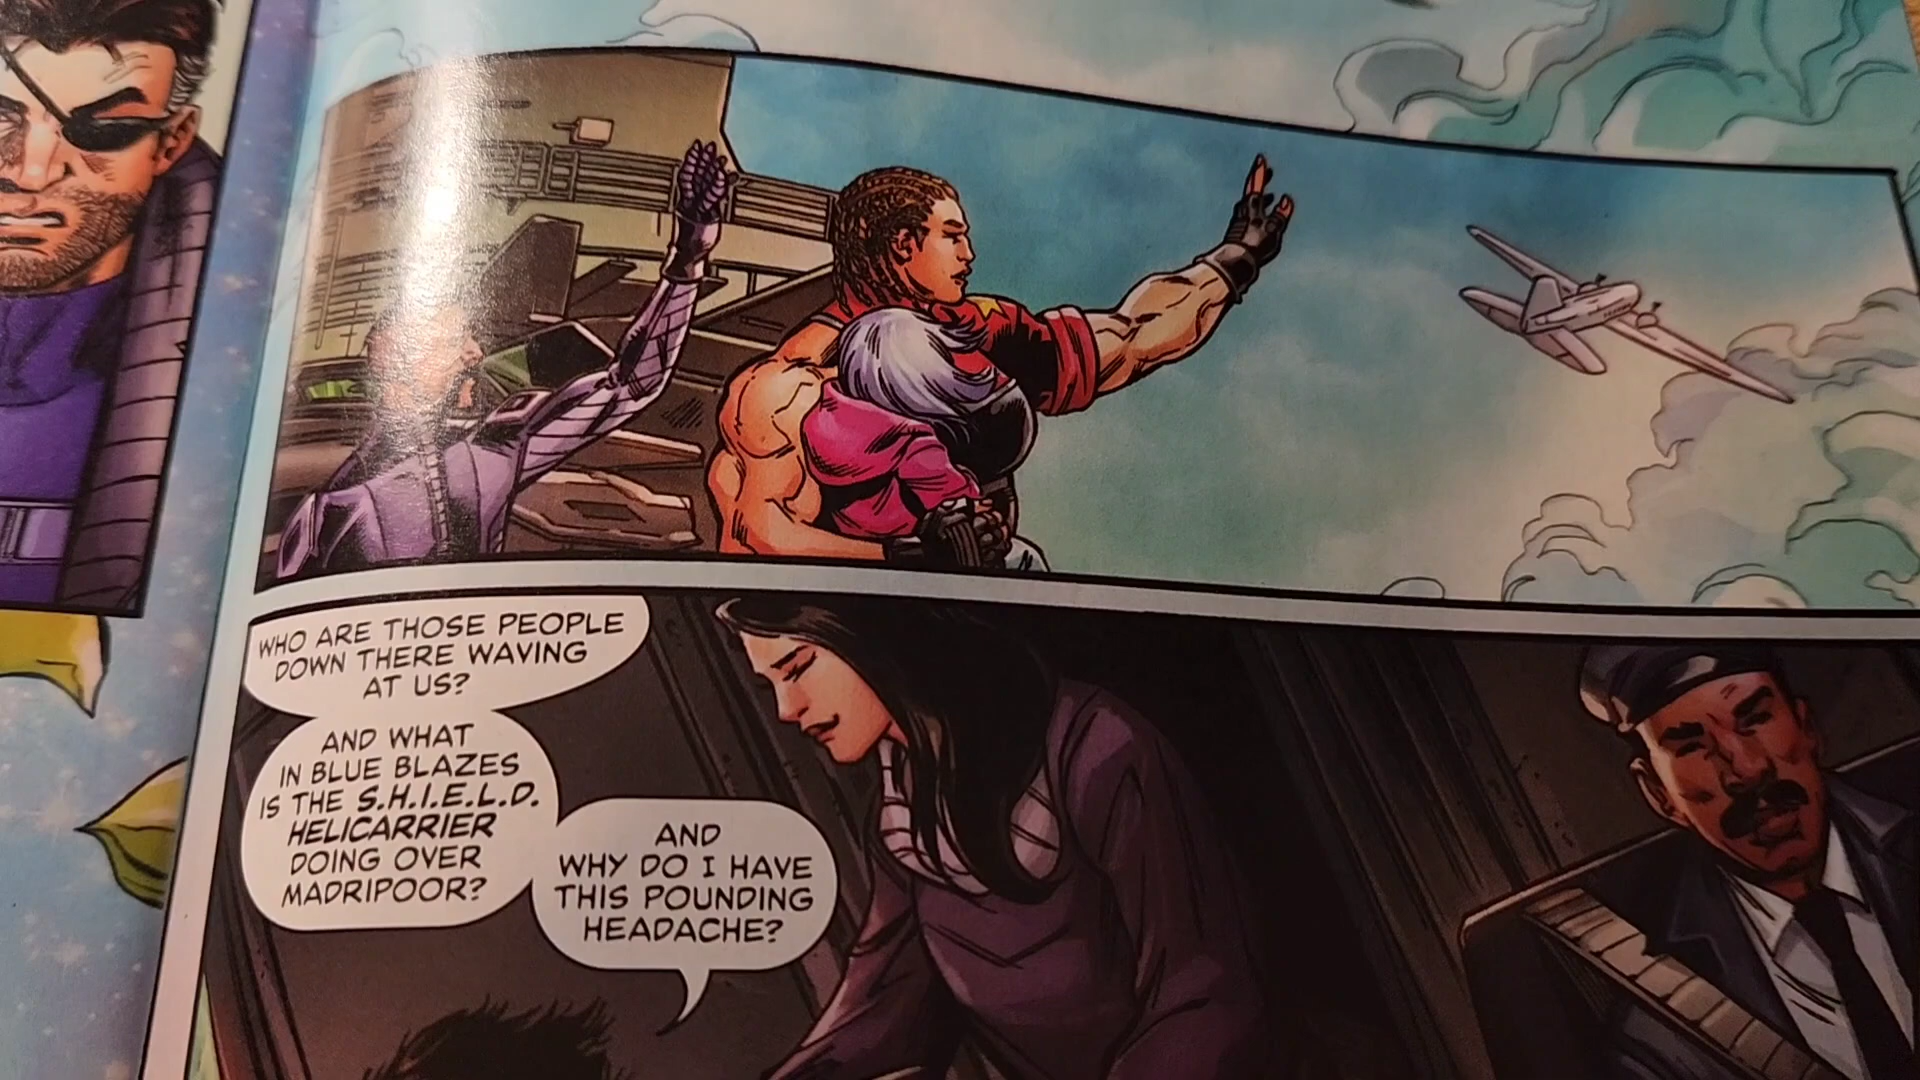 WHO ARE THOSE PEOPLE
DOWN THERE WAVING
AT US?
AND WHAT
IN BLUE BLAZES
IS THE S.H.I.E.L.D.
HELICARRIER
DOING OVER
MADRIPOOR?
AND
WHY DO I HAVE
THIS POUNDING
HEADACHE?